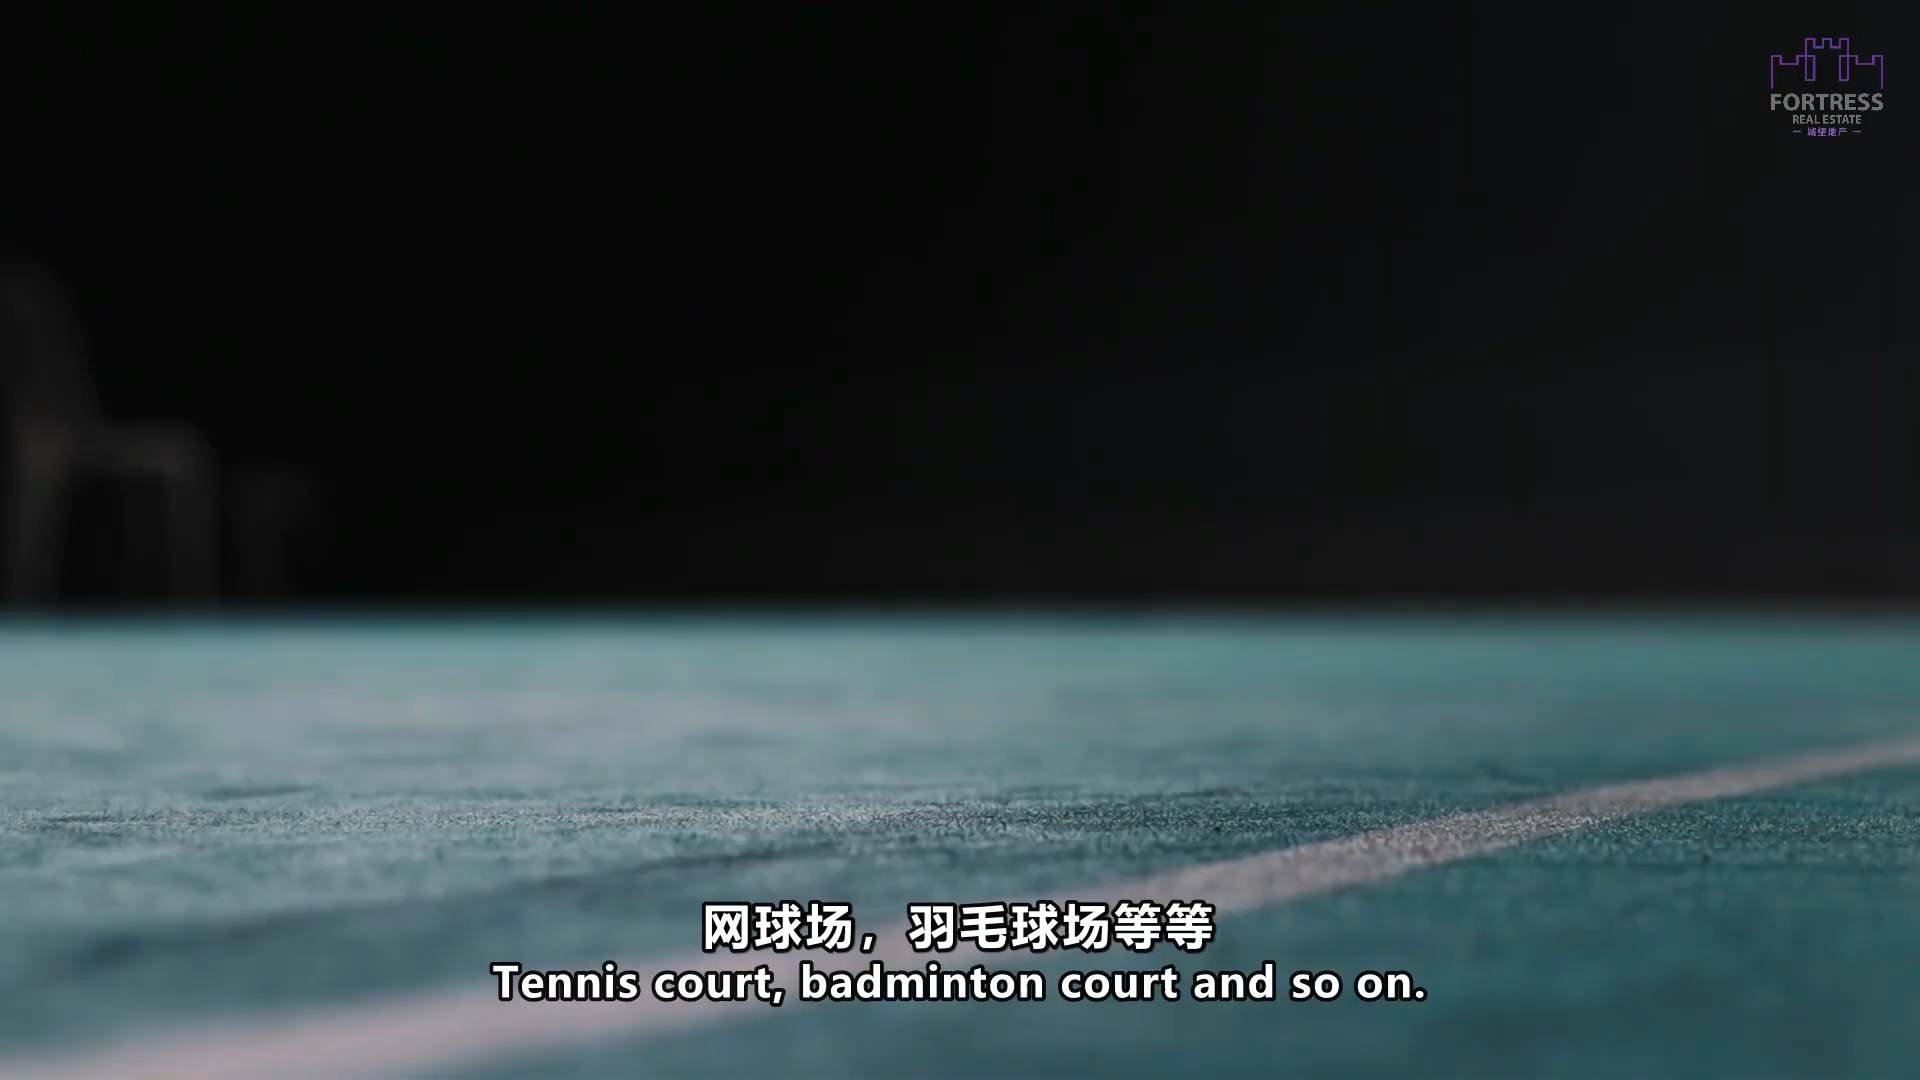 FORTRESS
REAL ESTATE
城堡地产
网球场，羽毛球场等等
Tennis court, badminton court and so on.